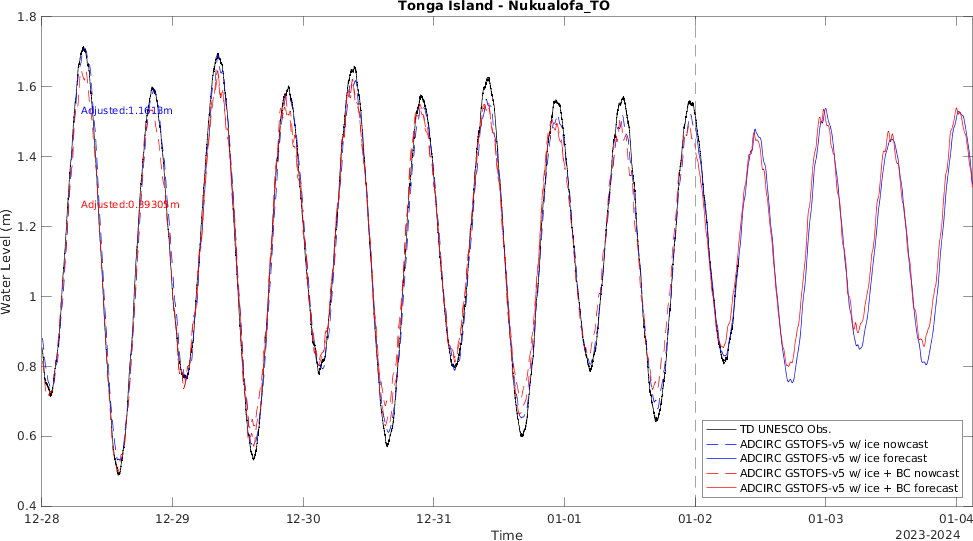 Tonga Island - Nukualofa_TO
1.8
1.6
1.4
1.2
1
0.8
0.6
0.4
Water Level (m)
Adjusted:1.1613m
Adjusted:0.89305m
TD UNESCO Obs.
ADCIRC GSTOFS-v5 w/ ice nowcast
ADCIRC GSTOFS-v5 w/ ice forecast
ADCIRC GSTOFS-v5 w/ ice + BC nowcast
ADCIRC GSTOFS-v5 w/ ice + BC forecast
12-28 12-29 12-30 12-31 01-01 01-02 01-03 01-04
Time
2023-2024